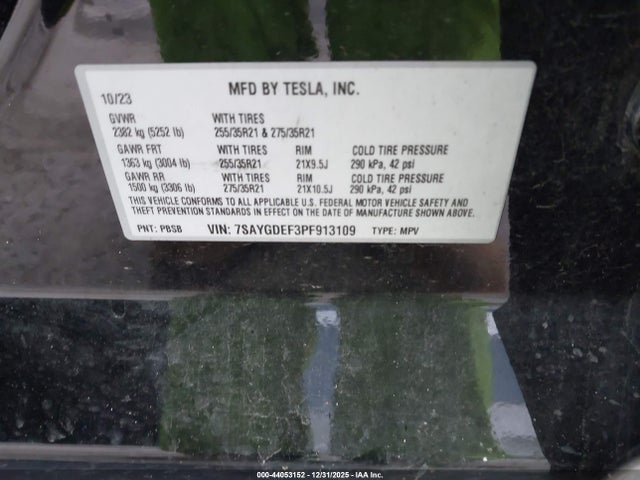 10/23 MFD BY TESLA, INC.
GVWR WITH TIRES
2382 kg (5252 lb) 255/35R21 & 275/35R21
GAWR FRT WITH TIRES RIM COLD TIRE PRESSURE
1363 kg (3004 lb) 255/35R21 21X9.5J 290 kPa, 42 psi
GAWR RR WITH TIRES RIM COLD TIRE PRESSURE
1500 kg (3306 lb) 275/35R21 21X10.5J 290 kPa, 42 psi
THIS VEHICLE CONFORMS TO ALL APPLICABLE U.S. FEDERAL MOTOR VEHICLE SAFETY AND
THEFT PREVENTION STANDARDS IN EFFECT ON THE DATE OF MANUFACTURE SHOWN ABOVE.
PNT: PBSB VIN: 7SAYGDEF3PF913109 TYPE: MPV
000-44053152 - 12/31/2025 - IAA Inc.